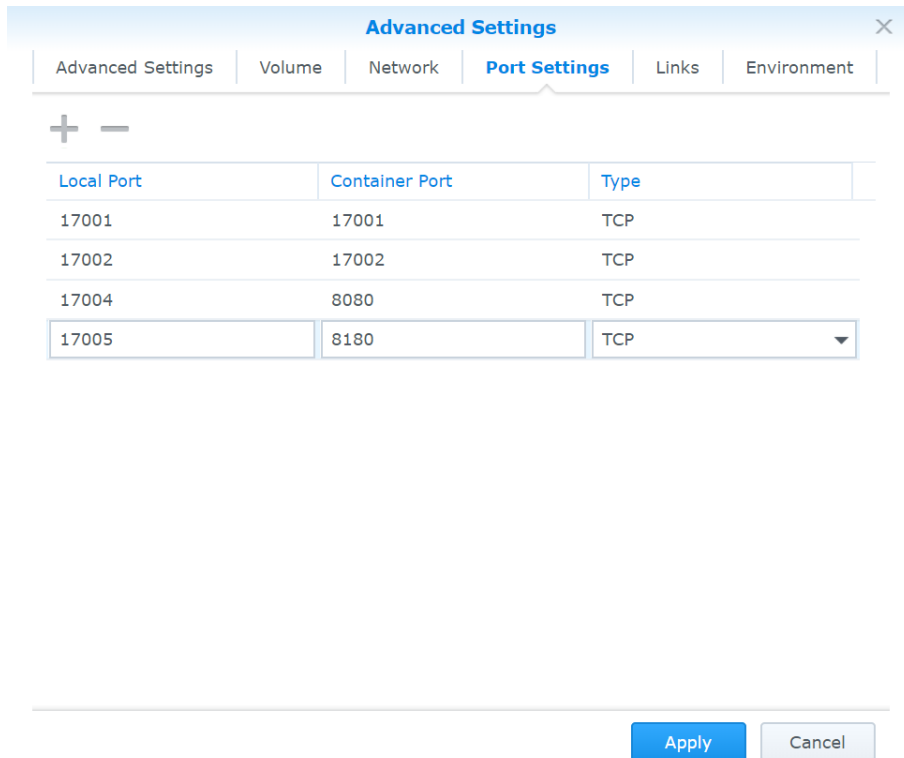 Advanced Settings
Advanced Settings Volume Network Port Settings Links Environment
Local Port Container Port Type
17001 17001 TCP
17002 17002 TCP
17004 8080 TCP
17005 8180 TCP
Apply Cancel